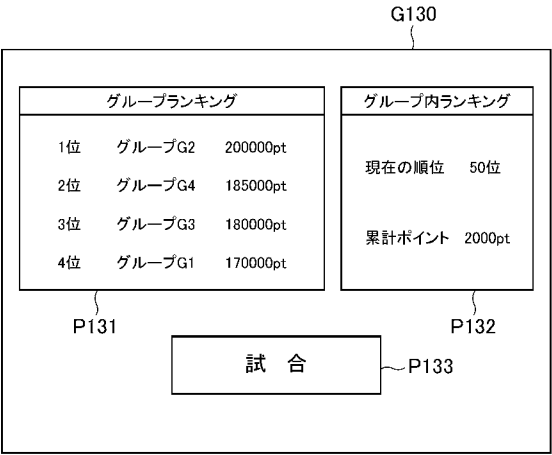 G130
グループランキング
1位 グループG2 200000pt
2位 グループG4 185000pt
3位 グループG3 180000pt
4位 グループG1 170000pt
P131
グループ内ランキング
現在の順位 50位
累計ポイント 2000pt
P132
試 合
P133